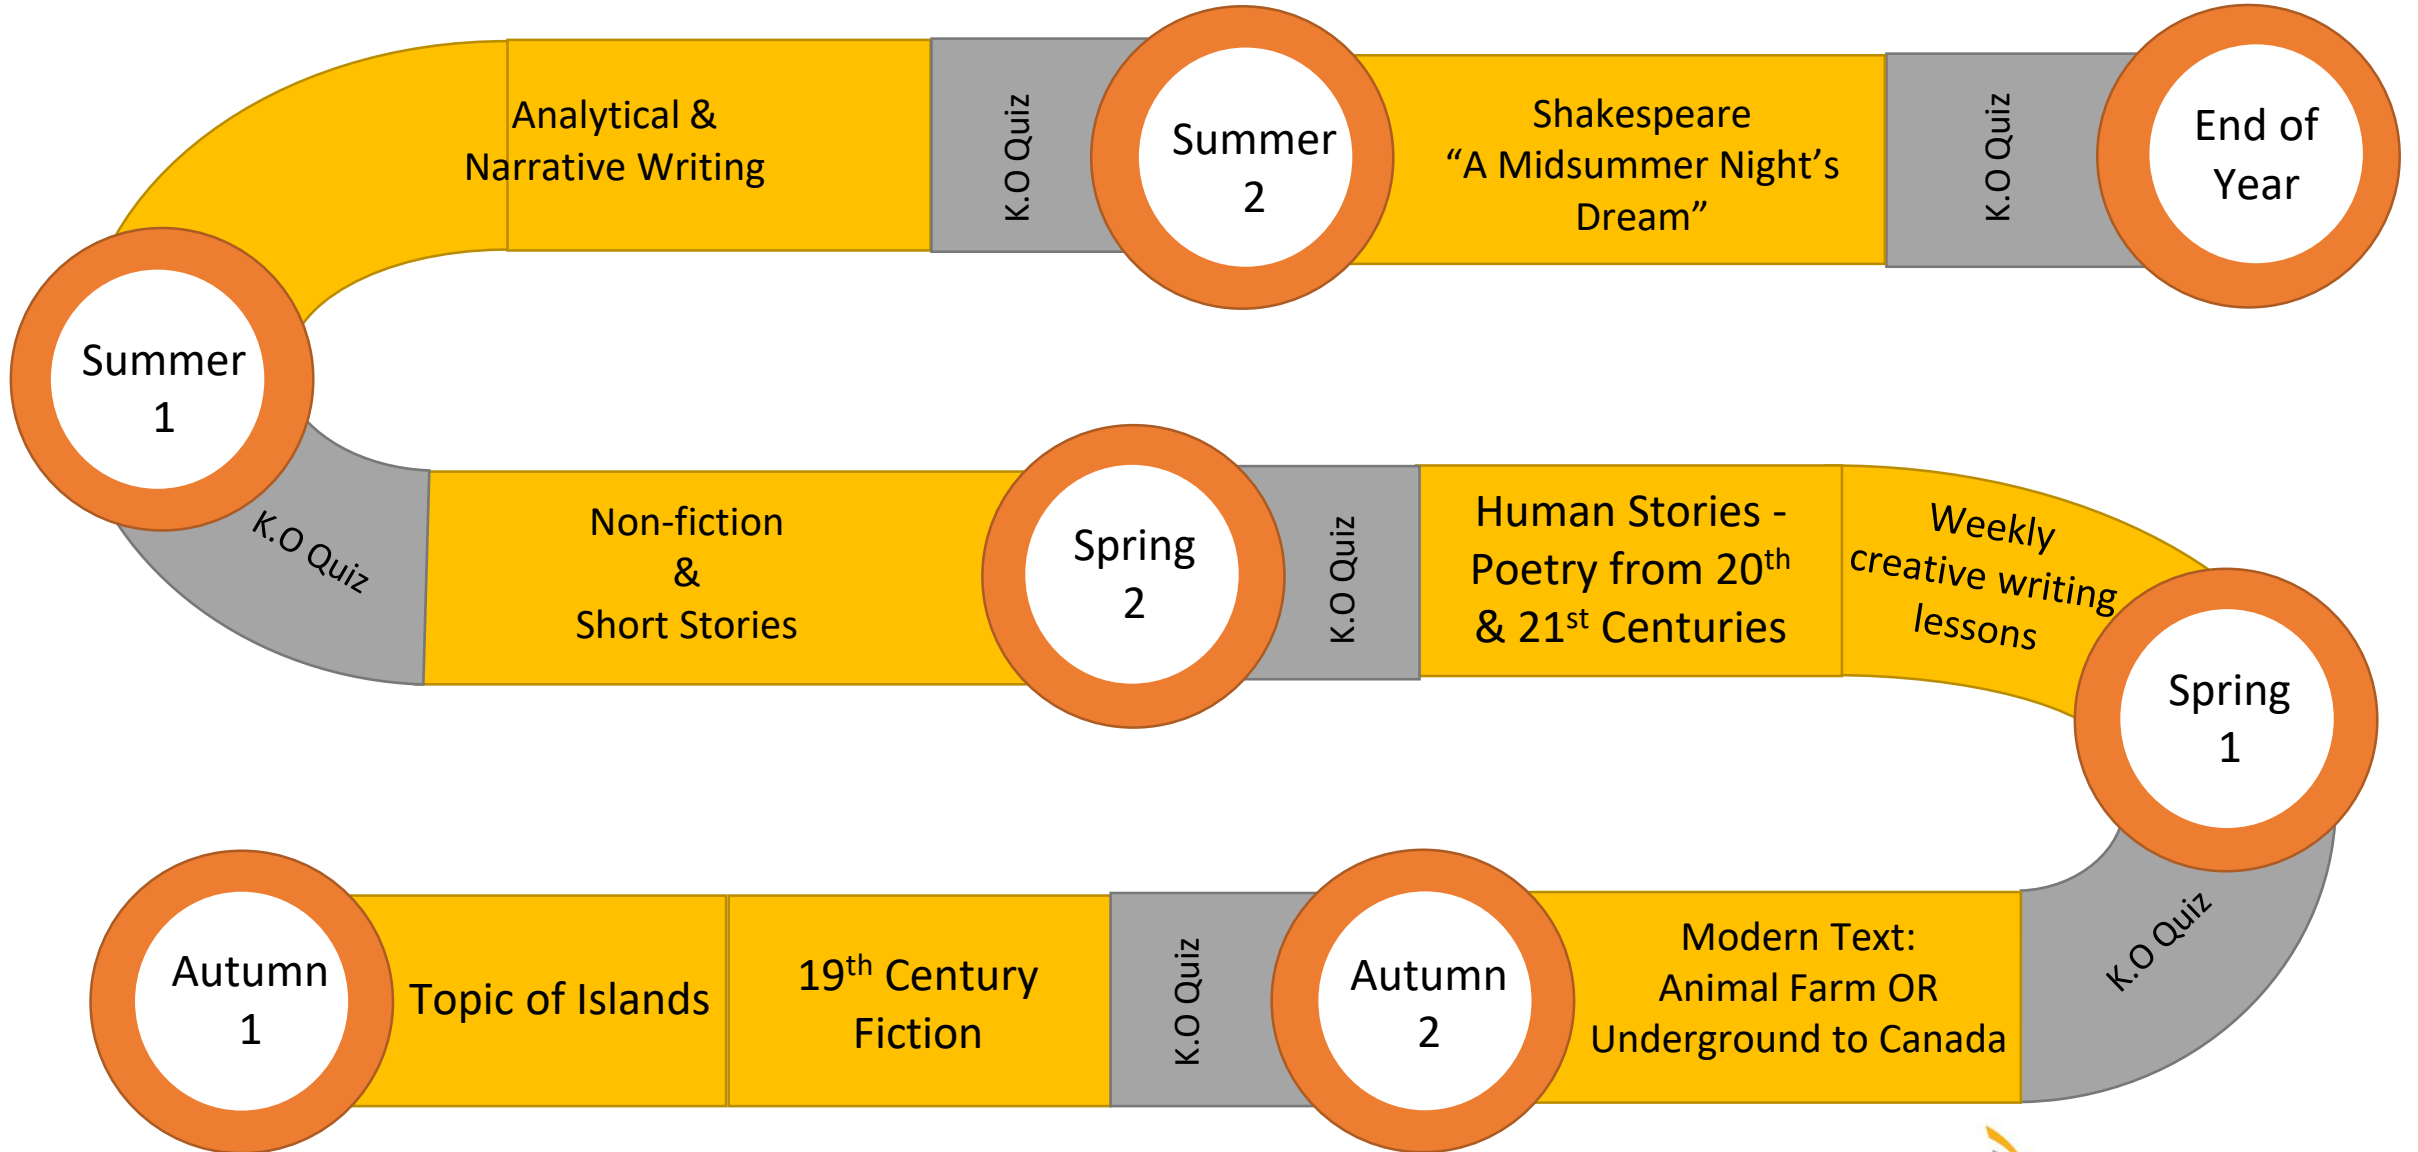 Analytical &
Narrative Writing
K.O Quiz
Summer
2
Shakespeare
“A Midsummer Night’s
Dream”
K.O Quiz
End of
Year
Summer
1
K.O Quiz
Non-fiction
&
Short Stories
Spring
2
K.O Quiz
Human Stories -
Poetry from 20th
& 21st Centuries
Weekly
creative writing
lessons
Spring
1
Autumn
1
Topic of Islands
19th Century
Fiction
K.O Quiz
Autumn
2
Modern Text:
Animal Farm OR
Underground to Canada
K.O Quiz